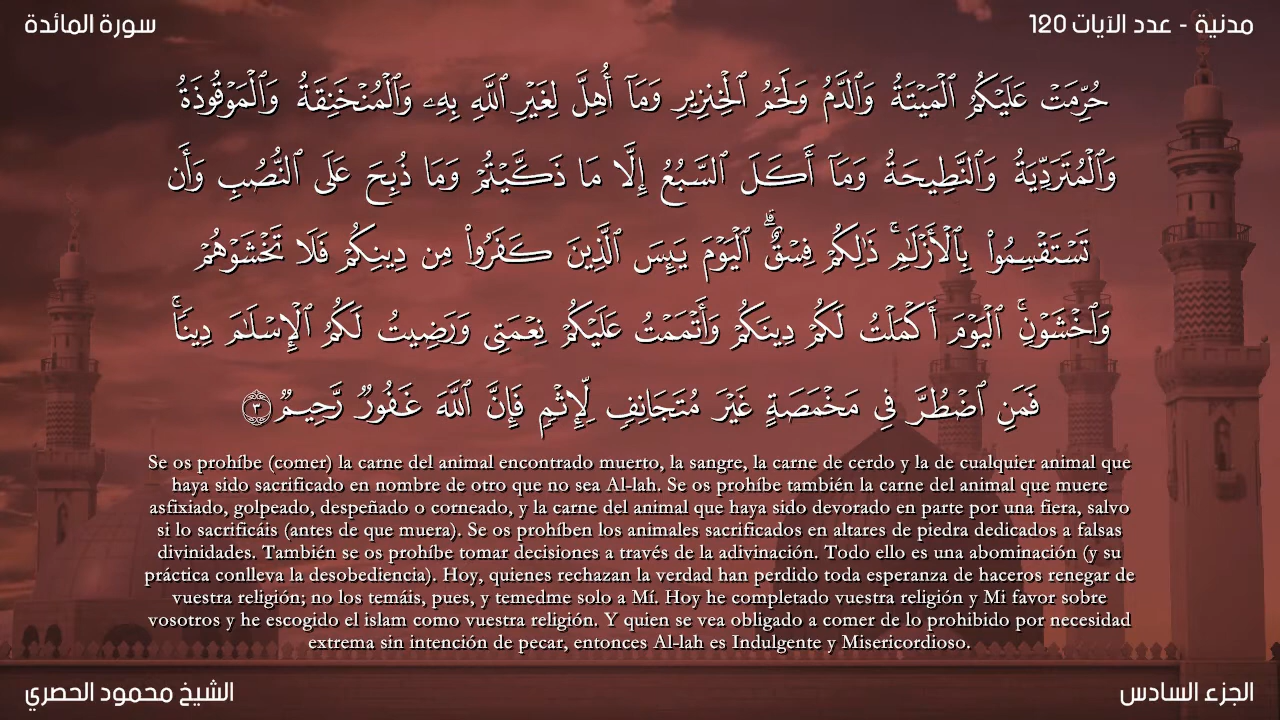 سورة المائدة
مدنية - عدد الآيات 120
حُرِّمَتْ عَلَيْكُمُ ٱلْمَيْتَةُ وَٱلدَّمُ وَلَحْمُ ٱلْخِنزِيرِ وَمَآ أُهِلَّ لِغَيْرِ ٱللَّهِ بِهِۦ وَٱلْمُنْخَنِقَةُ وَٱلْمَوْقُوذَةُ
وَٱلْمُتَرَدِّيَةُ وَٱلنَّطِيحَةُ وَمَآ أَكَلَ ٱلسَّبُعُ إِلَّا مَا ذَكَّيْتُمْ وَمَا ذُبِحَ عَلَى ٱلنُّصُبِ وَأَن
تَسْتَقْسِمُوا۟ بِٱلْأَزْلَٰمِ ۚ ذَٰلِكُمْ فِسْقٌ ۗ ٱلْيَوْمَ يَئِسَ ٱلَّذِينَ كَفَرُوا۟ مِن دِينِكُمْ فَلَا تَخْشَوْهُمْ
وَٱخْشَوْنِ ۚ ٱلْيَوْمَ أَكْمَلْتُ لَكُمْ دِينَكُمْ وَأَتْمَمْتُ عَلَيْكُمْ نِعْمَتِى وَرَضِيتُ لَكُمُ ٱلْإِسْلَٰمَ دِينًا ۚ
فَمَنِ ٱضْطُرَّ فِى مَخْمَصَةٍ غَيْرَ مُتَجَانِفٍ لِّإِثْمٍ فَإِنَّ ٱللَّهَ غَفُورٌ رَّحِيمٌ ٣
Se os prohíbe (comer) la carne del animal encontrado muerto, la sangre, la carne de cerdo y la de cualquier animal que
haya sido sacrificado en nombre de otro que no sea Al-lah. Se os prohíbe también la carne del animal que muere
asfixiado, golpeado, despeñado o corneado, y la carne del animal que haya sido devorado en parte por una fiera, salvo
si lo sacrificáis (antes de que muera). Se os prohíben los animales sacrificados en altares de piedra dedicados a falsas
divinidades. También se os prohíbe tomar decisiones a través de la adivinación. Todo ello es una abominación (y su
práctica conlleva la desobediencia). Hoy, quienes rechazan la verdad han perdido toda esperanza de haceros renegar de
vuestra religión; no los temáis, pues, y temedme solo a Mí. Hoy he completado vuestra religión y Mi favor sobre
vosotros y he escogido el islam como vuestra religión. Y quien se vea obligado a comer de lo prohibido por necesidad
extrema sin intención de pecar, entonces Al-lah es Indulgente y Misericordioso.
الشيخ محمود الحصري
الجزء السادس